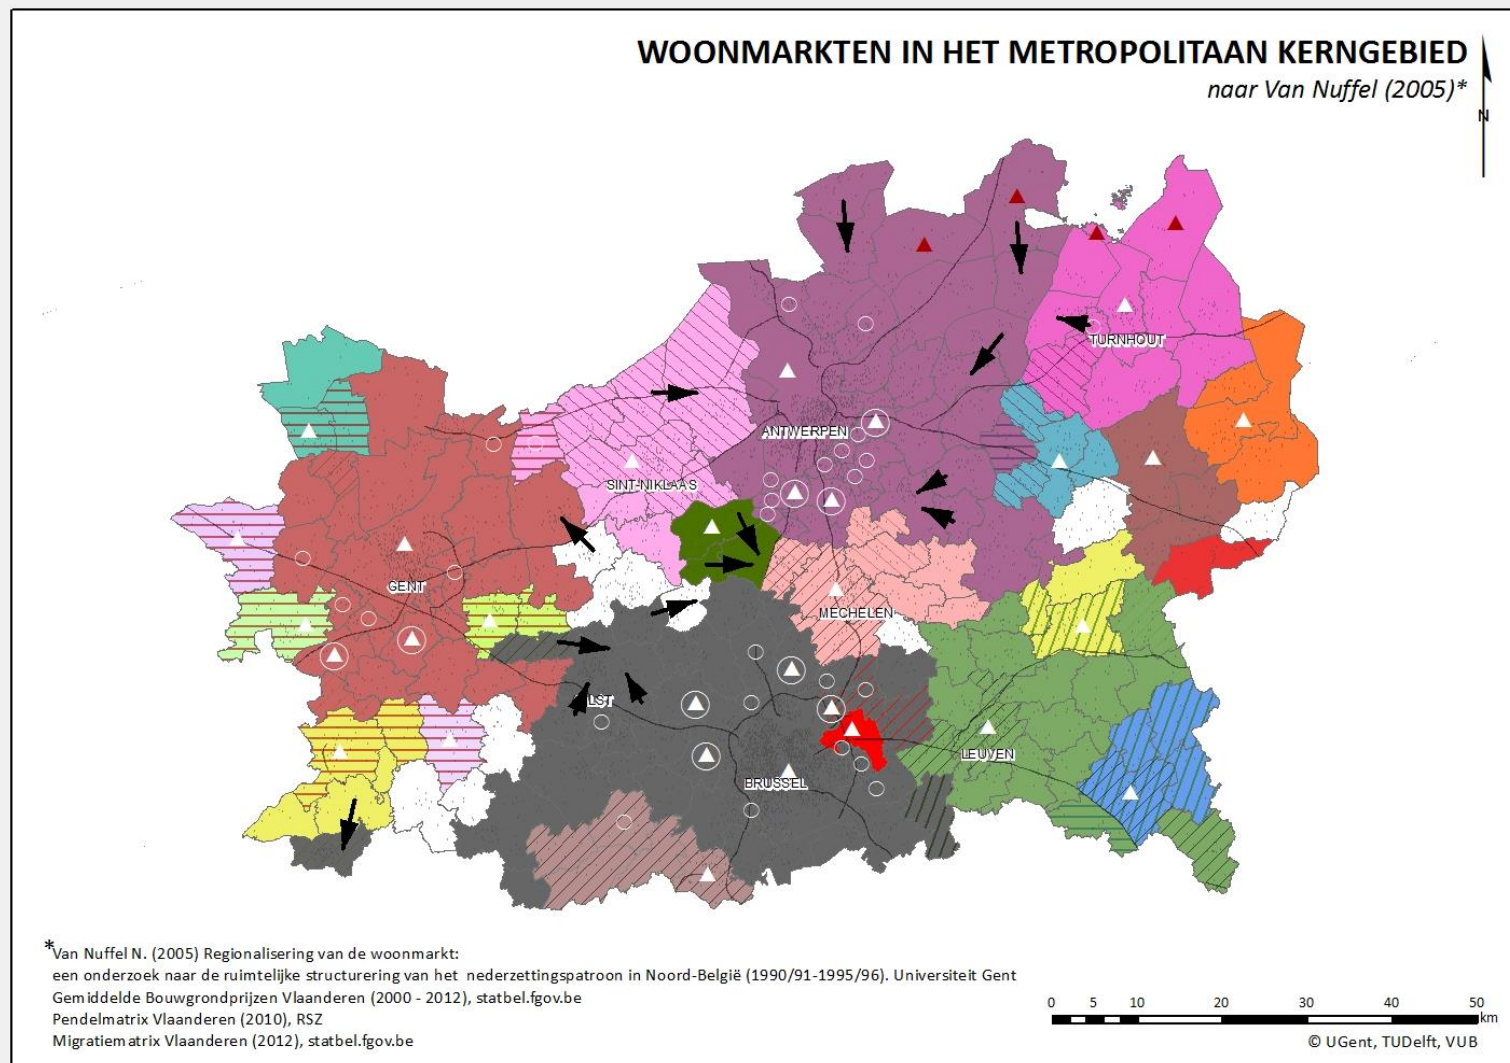 WOONMARKTEN IN HET METROPOLITAAN KERNGEBIED
naar Van Nuffel (2005)*
N
TURNHOUT
ANTWERPEN
SINT-NIKLAAS
GENT
MECHELEN
LST
LEUVEN
BRUSSEL
*Van Nuffel N. (2005) Regionalisering van de woonmarkt:
een onderzoek naar de ruimtelijke structurering van het nederzettingspatroon in Noord-België (1990/91-1995/96). Universiteit Gent
Gemiddelde Bouwgrondprijzen Vlaanderen (2000 - 2012), statbel.fgov.be
Pendelmatrix Vlaanderen (2010), RSZ
Migratiematrix Vlaanderen (2012), statbel.fgov.be
0 5 10 20 30 40 50
km
© UGent, TUDelft, VUB